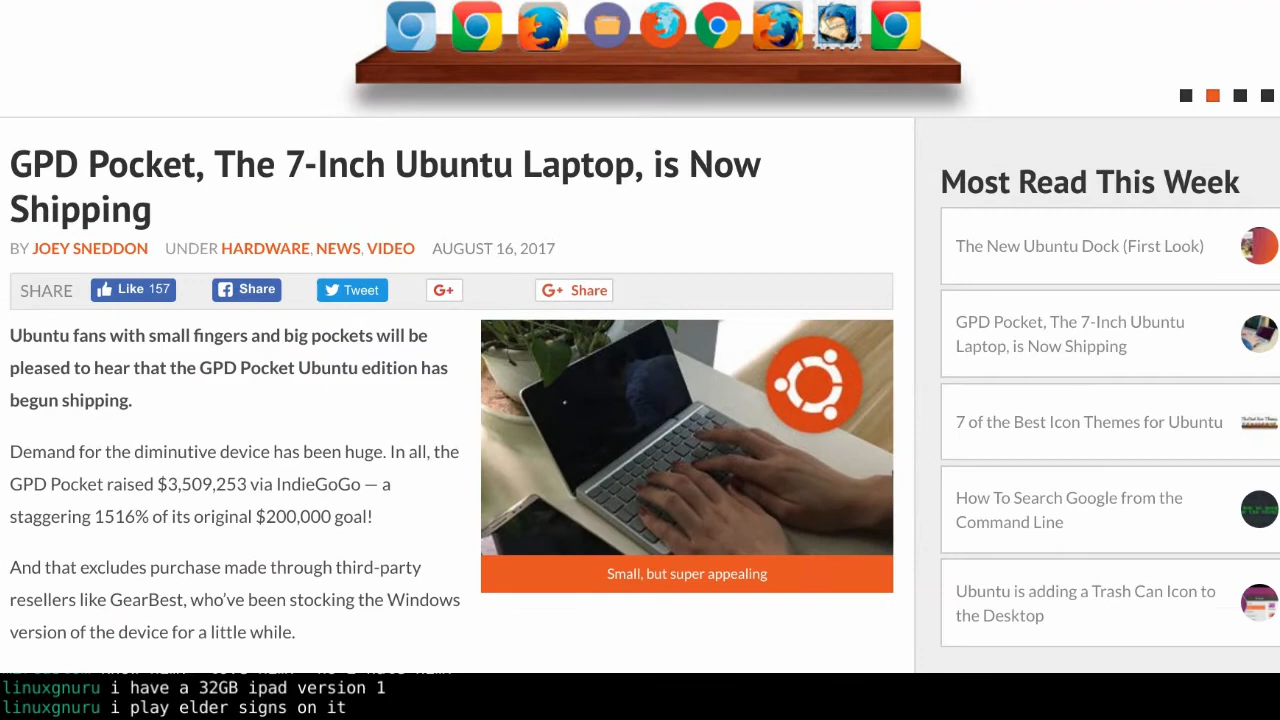 GPD Pocket, The 7-Inch Ubuntu Laptop, is Now
Shipping
BY JOEY SNEDDON UNDER HARDWARE, NEWS, VIDEO AUGUST 16, 2017
SHARE Like 157 Share Tweet G+ G+ Share
Ubuntu fans with small fingers and big pockets will be
pleased to hear that the GPD Pocket Ubuntu edition has
begun shipping.
Demand for the diminutive device has been huge. In all, the
GPD Pocket raised $3,509,253 via IndieGoGo — a
staggering 1516% of its original $200,000 goal!
And that excludes purchase made through third-party
resellers like GearBest, who've been stocking the Windows
version of the device for a little while.
Small, but super appealing
Most Read This Week
The New Ubuntu Dock (First Look)
GPD Pocket, The 7-Inch Ubuntu
Laptop, is Now Shipping
7 of the Best Icon Themes for Ubuntu
How To Search Google from the
Command Line
Ubuntu is adding a Trash Can Icon to
the Desktop
linuxgnuru i have a 32GB ipad version 1
linuxgnuru i play elder signs on it